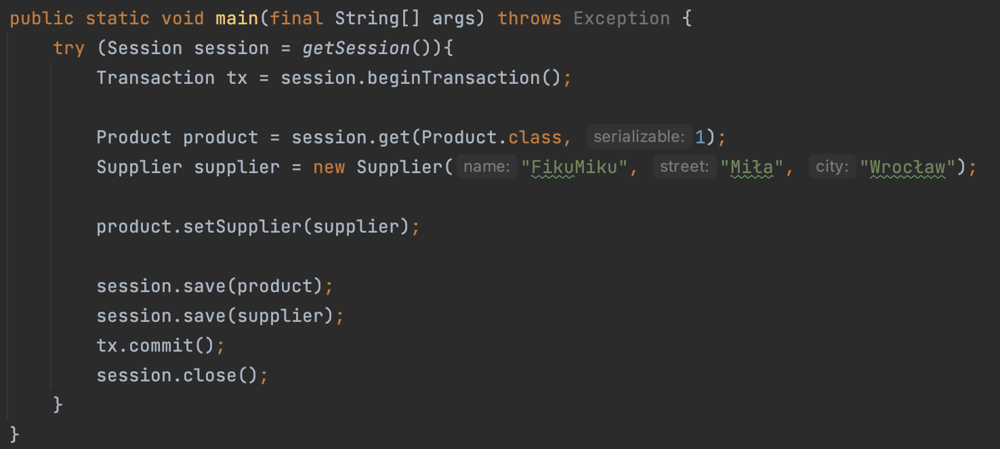 public static void main(final String[] args) throws Exception {
try (Session session = getSession()){
Transaction tx = session.beginTransaction();
Product product = session.get(Product.class, serializable: 1);
Supplier supplier = new Supplier( name: "FikuMiku", street: "Miła", city: "Wrocław");
product.setSupplier(supplier);
session.save(product);
session.save(supplier);
tx.commit();
session.close();
}
}